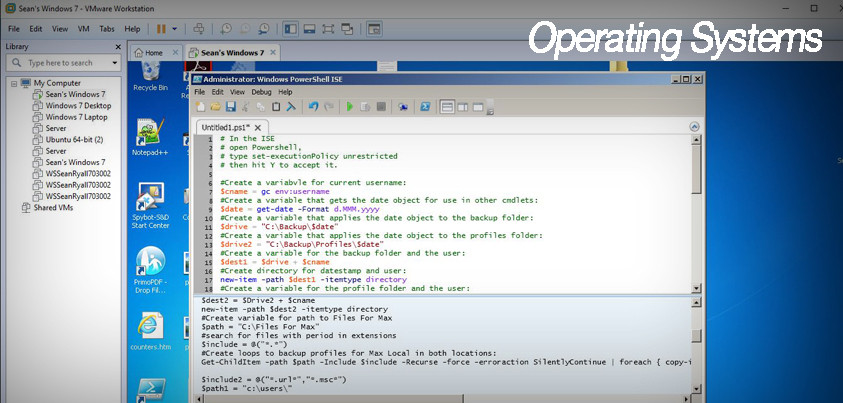 Sean's Windows 7 - VMware Workstation
File Edit View VM Tabs Help
Operating Systems
Library
Type here to search
My Computer
Sean's Windows 7
Windows 7 Desktop
Windows 7 Laptop
Server
Ubuntu 64-bit (2)
Server
Sean's Windows 7
WSSeanRyall703002
WSSeanRyall703002
WSSeanRyall703002
Shared VMs
Home
Sean's Windows 7
Recycle Bin
Notepad++
Spybot-S&D
Start Center
PrimoPDF -
Drop Fil...
counters.htm
Administrator: Windows PowerShell ISE
File Edit View Debug Help
Untitled1.ps1*
1 # In the ISE
2 # open Powershell,
3 # type set-executionPolicy unrestricted
4 # then hit Y to accept it.
5
6 #Create a variabvle for current username:
7 $cname = gc env:username
8 #Create a variable that gets the date object for use in other cmdlets:
9 $date = get-date -Format d.MMM.yyyy
10 #Create a variable that applies the date object to the backup folder:
11 $drive = "C:\Backup\$date"
12 #Create a variable that applies the date object to the profiles folder:
13 $drive2 = "C:\Backup\Profiles\$date"
14 #Create a variable for the backup folder and the user:
15 $dest1 = $drive + $cname
16 #Create directory for datestamp and user:
17 new-item -path $dest1 -itemtype directory
18 #Create a variable for the profile folder and the user:
$dest2 = $Drive2 + $cname
new-item -path $dest2 -itemtype directory
#Create variable for path to Files For Max
$path = "C:\Files For Max"
#search for files with period in extensions
$include = @("*.*")
#Create loops to backup profiles for Max Local in both locations:
Get-ChildItem -path $path -Include $include -Recurse -force -erroraction SilentlyContinue | foreach { copy-i
$include2 = @("*.url*","*.msc*")
$path1 = "c:\users\"